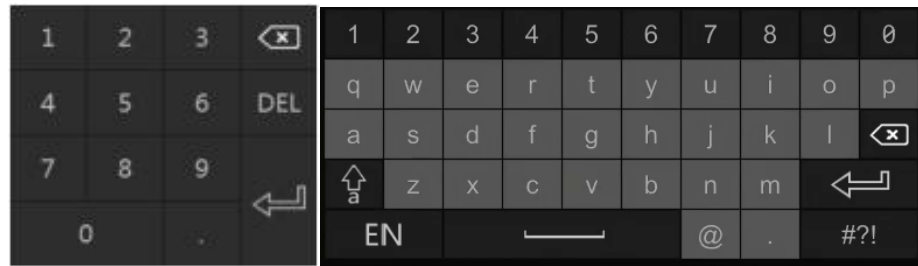 1 2 3
4 5 6 DEL
7 8 9
0 .
1 2 3 4 5 6 7 8 9 0
q w e r t y u i o p
a s d f g h j k l
a z x c v b n m
EN @ . #?!